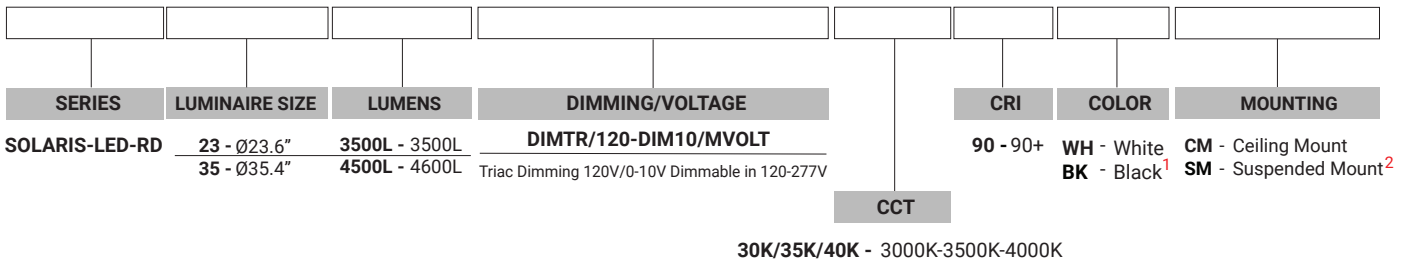 SERIES LUMINAIRE SIZE LUMENS DIMMING/VOLTAGE CRI COLOR MOUNTING
SOLARIS-LED-RD 23 - Ø23.6” 3500L - 3500L DIMTR/120-DIM10/MVOLT 90 - 90+ WH - White CM - Ceiling Mount
35 - Ø35.4” 4500L - 4600L Triac Dimming 120V/0-10V Dimmable in 120-277V BK - Black1 SM - Suspended Mount2
CCT
30K/35K/40K - 3000K-3500K-4000K